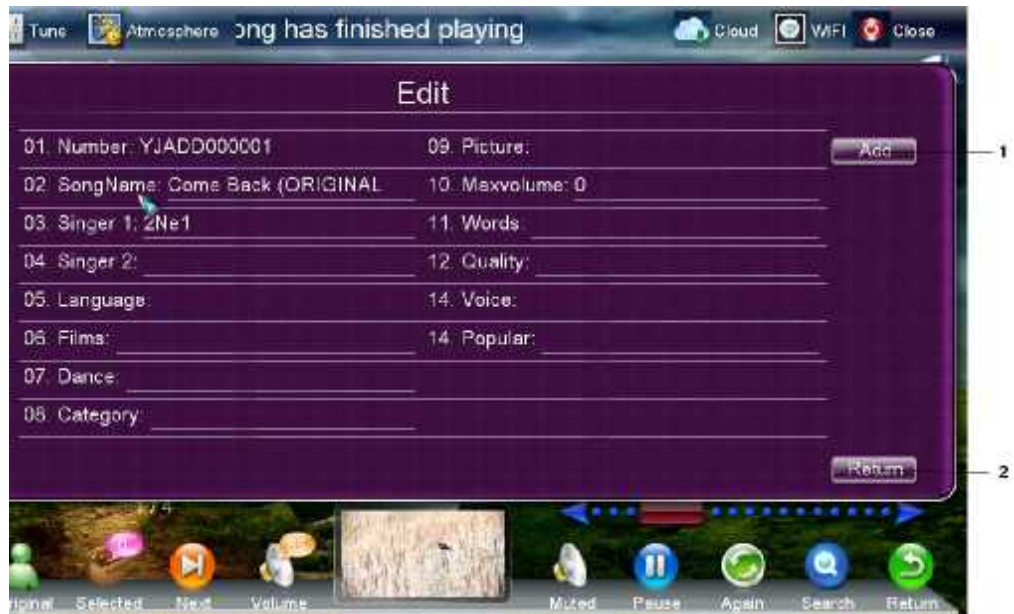 Tune Atmosphere ong has finished playing Cloud WIFI Close
Edit
01. Number: YJADD000001
02 SongName: Come Back (ORIGINAL
03. Singer 1: 2Ne1
04 Singer 2:
05. Language:
06 Films:
07. Dance:
08 Category:
09. Picture:
10. Maxvolume: 0
11. Words:
12. Quality:
14. Voice:
14. Popular:
Add
1
Return
2
174
iginal Selected Next Volume Muted Pause Again Search Return